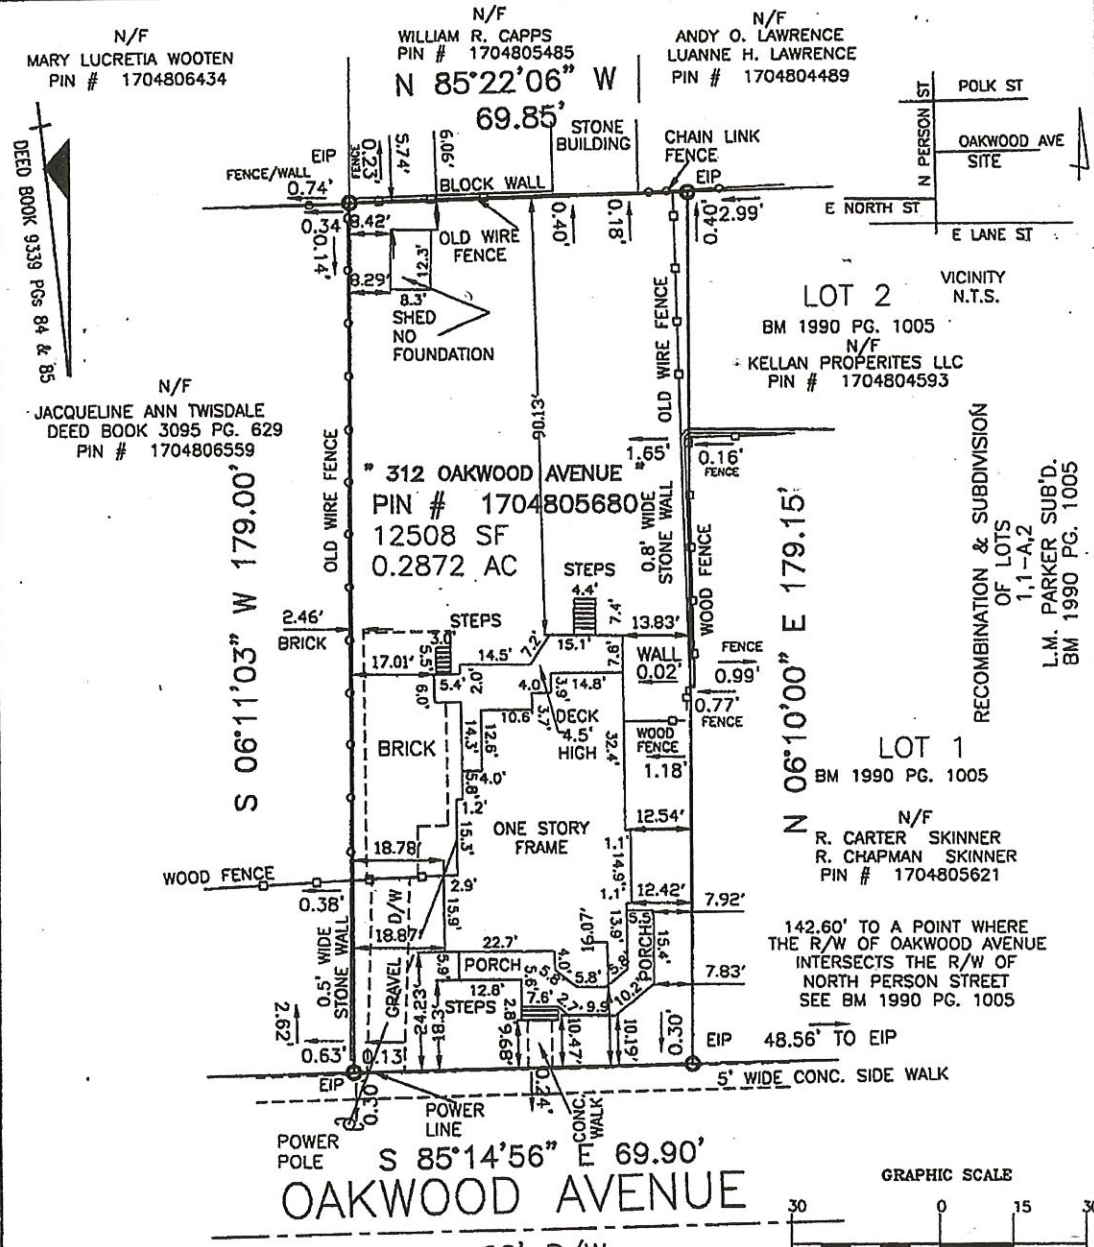 N/F
MARY LUCRETIA WOOTEN
PIN # 1704806434
N/F
WILLIAM R. CAPPS
PIN # 1704805485
N/F
ANDY O. LAWRENCE
LUANNE H. LAWRENCE
PIN # 1704804489
N 85°22'06" W
69.85'
STONE
BUILDING
CHAIN LINK
FENCE
EIP
N PERSON ST
POLK ST
OAKWOOD AVE
SITE
E NORTH ST
E LANE ST
VICINITY
N.T.S.
DEED BOOK 9339 PGs 84 & 85
EIP
FENCE
0.23'
5.74'
6.06'
FENCE/WALL
0.74'
BLOCK WALL
0.34
8.42'
0.14'
OLD WIRE
FENCE
0.40'
0.18'
0.40'
2.99'
8.29'
12.3'
8.3'
SHED
NO
FOUNDATION
LOT 2
BM 1990 PG. 1005
N/F
KELLAN PROPERITES LLC
PIN # 1704804593
N/F
JACQUELINE ANN TWISDALE
DEED BOOK 3095 PG. 629
PIN # 1704806559
OLD WIRE FENCE
OLD WIRE FENCE
90.13'
1.65'
0.16'
FENCE
" 312 OAKWOOD AVENUE "
PIN # 1704805680
12508 SF
0.2872 AC
0.8' WIDE
STONE WALL
WOOD FENCE
S 06°11'03" W 179.00'
N 06°10'00" E 179.15'
RECOMBINATION & SUBDIVISION
OF LOTS
1,1-A,2
L.M. PARKER SUB'D.
BM 1990 PG. 1005
STEPS
4.4'
7.4'
13.83'
2.46'
BRICK
STEPS
3.0'
5.5'
17.01'
5.4'
2.0'
14.5'
7.2'
15.1'
7.8'
WALL
0.02'
FENCE
0.99'
0.77'
FENCE
6.0'
4.0'
3.9'
14.8'
10.6'
3.7'
DECK
4.5'
HIGH
BRICK
14.3'
12.6'
4.0'
5.8'
32.4'
WOOD
FENCE
1.18'
LOT 1
BM 1990 PG. 1005
N/F
R. CARTER SKINNER
R. CHAPMAN SKINNER
PIN # 1704805621
1.2'
15.3'
ONE STORY
FRAME
12.54'
1.1'
14.9'
1.1'
12.42'
7.92'
18.78'
WOOD FENCE
2.9'
0.38'
0.5' WIDE
STONE WALL
GRAVEL D/W
18.87'
15.9'
22.7'
16.07'
13.9'
5.5
PORCH
15.4'
7.83'
142.60' TO A POINT WHERE
THE R/W OF OAKWOOD AVENUE
INTERSECTS THE R/W OF
NORTH PERSON STREET
SEE BM 1990 PG. 1005
5.9'
PORCH
4.0'
5.8'
5.8'
5.8'
12.8'
STEPS
5.6'
7.6'
2.7'
9.9'
10.2'
2.8'
2.62'
24.23'
18.3'
9.68'
10.47'
10.19'
0.30'
0.63'
0.13'
EIP
48.56' TO EIP
5' WIDE CONC. SIDE WALK
EIP
0.30
POWER
LINE
0.24'
CONC.
WALK
POWER
POLE
S 85°14'56" E 69.90'
OAKWOOD AVENUE
GRAPHIC SCALE
30 0 15 30